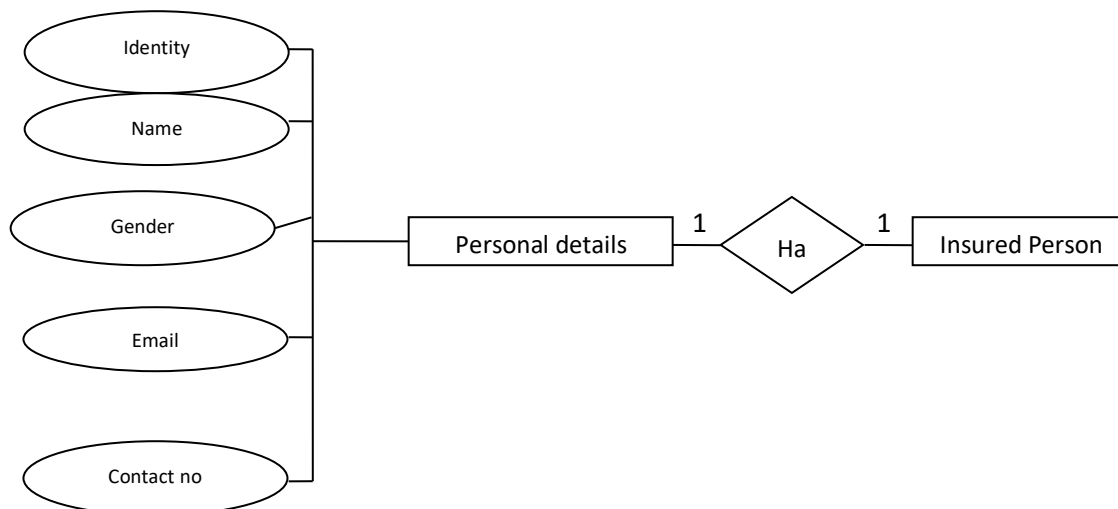 Identity
Name
Gender
Email
Contact no
Personal details
1
Ha
1
Insured Person